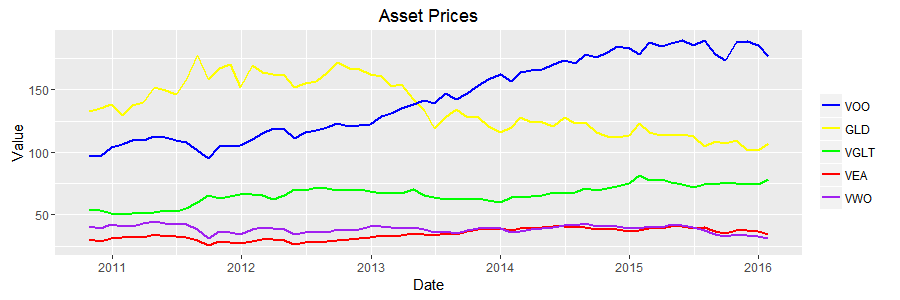 Asset Prices
Value
150
100
50
2011 2012 2013 2014 2015 2016
Date
VOO
GLD
VGLT
VEA
VWO